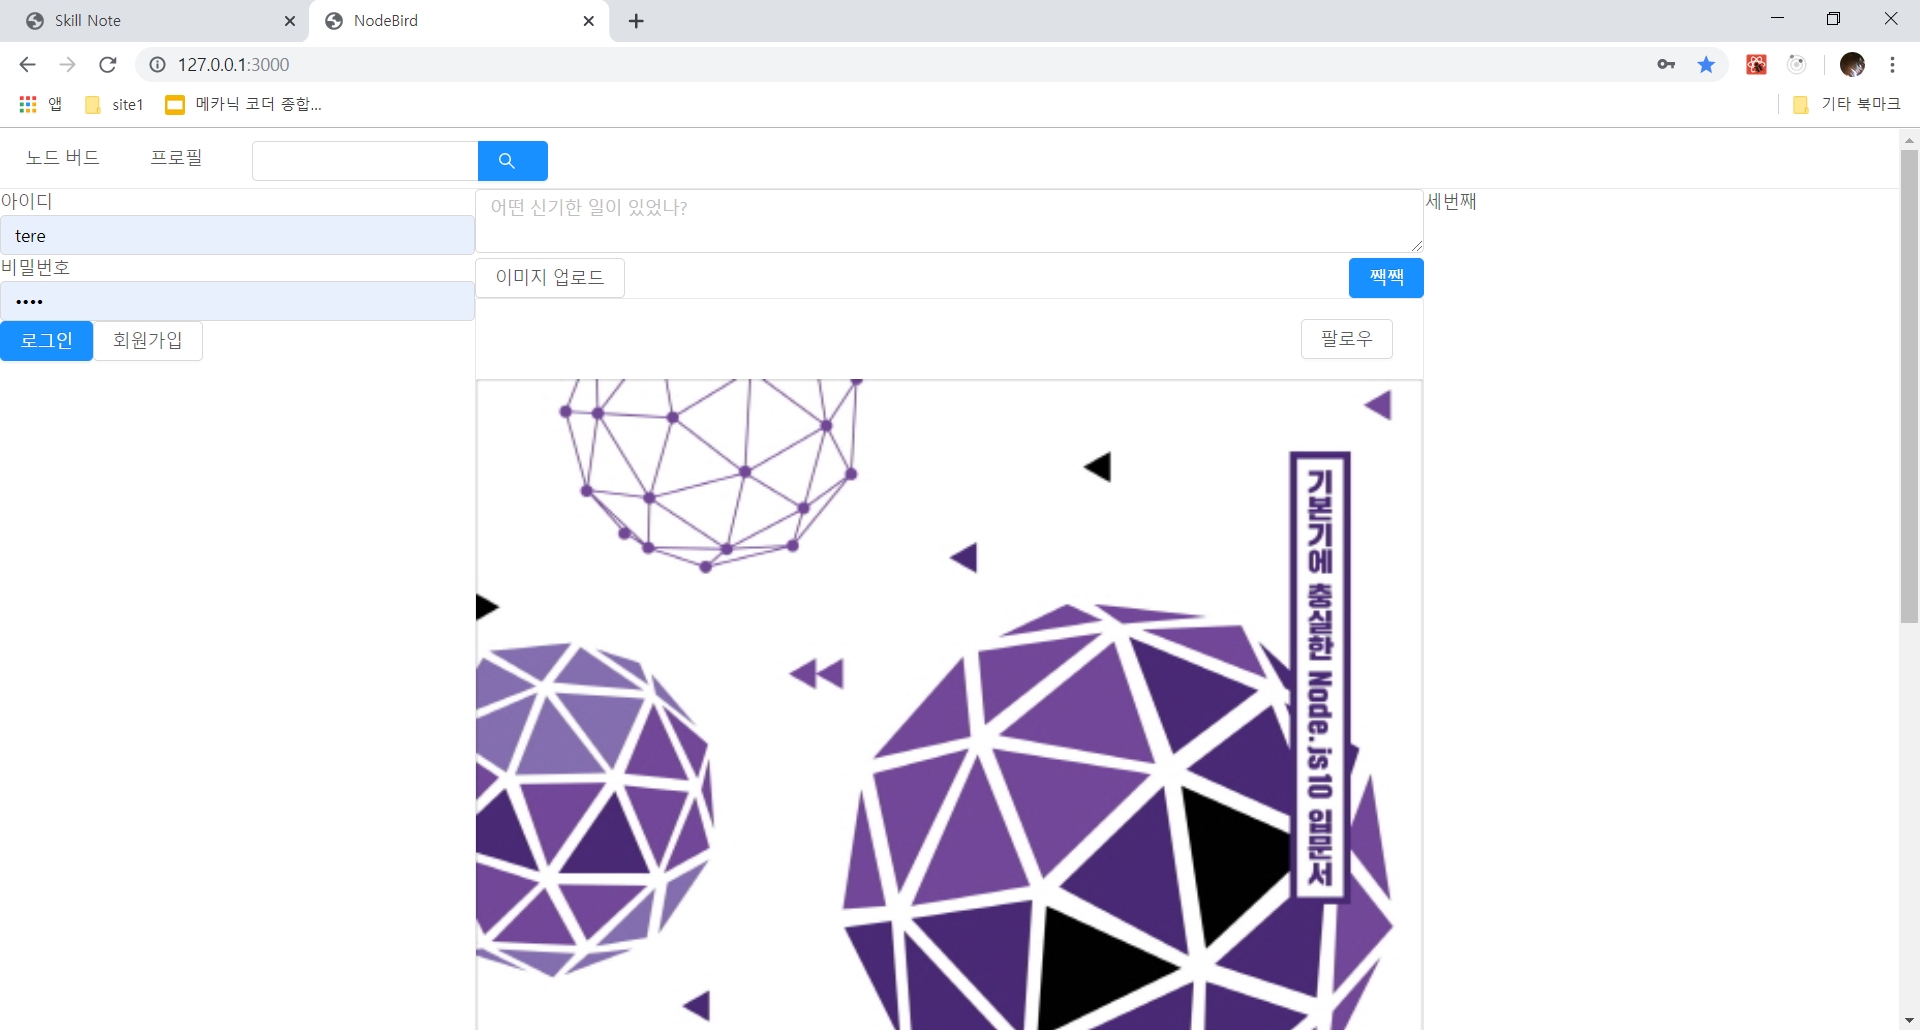 Skill Note
NodeBird
127.0.0.1:3000
앱
site1
메카닉 코더 종합...
기타 북마크
노드 버드
프로필
아이디
tere
비밀번호
••••
로그인
회원가입
어떤 신기한 일이 있었나?
이미지 업로드
짹짹
팔로우
기본기에 충실한 Node.js10 입문서
세번째